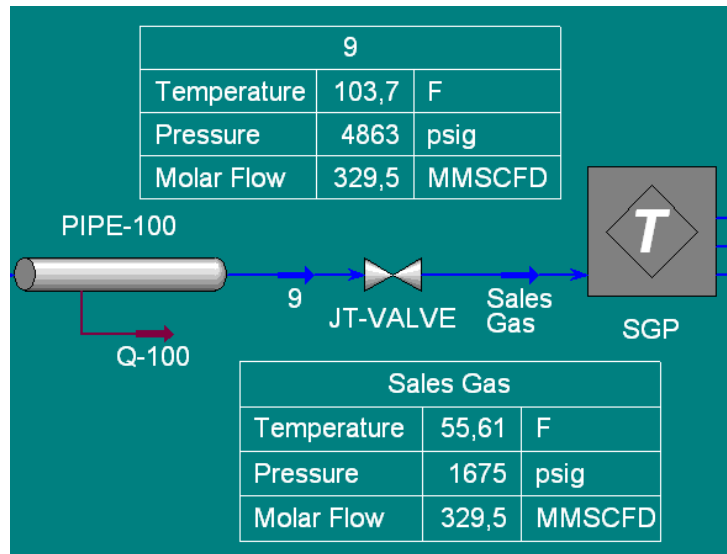 9
Temperature 103,7 F
Pressure 4863 psig
Molar Flow 329,5 MMSCFD
PIPE-100
9
JT-VALVE
Sales
Gas
T
SGP
Q-100
Sales Gas
Temperature 55,61 F
Pressure 1675 psig
Molar Flow 329,5 MMSCFD